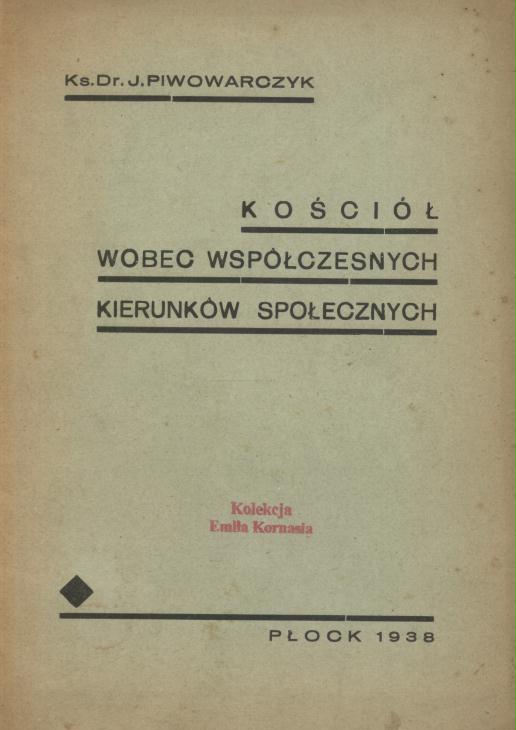 Ks. Dr. J. PIWOWARCZYK
KOŚCIÓŁ
WOBEC WSPÓŁCZESNYCH
KIERUNKÓW SPOŁECZNYCH
Kolekcja
Emila Kornasia
PŁOCK 1938